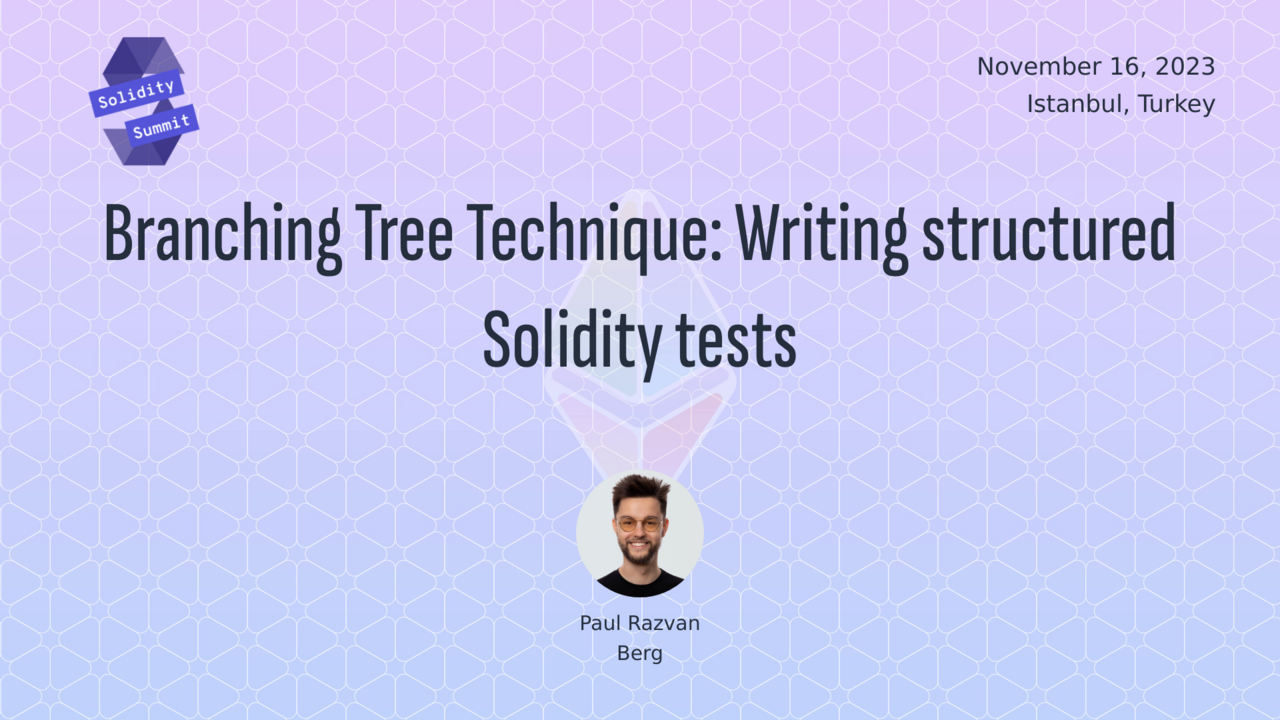 Solidity
Summit
November 16, 2023
Istanbul, Turkey
Branching Tree Technique: Writing structured
Solidity tests
Paul Razvan
Berg